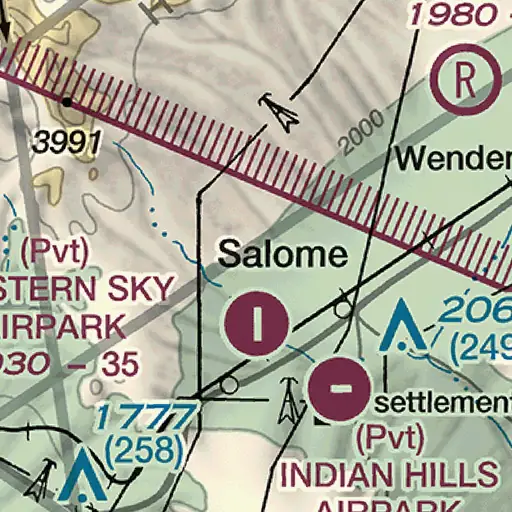 1980 -
R
3991
2000
Wender
(Pvt)
STERN SKY
IRPARK
930 - 35
Salome
206
(249
1777
(258)
settlement
(Pvt)
INDIAN HILLS
AIRPARK